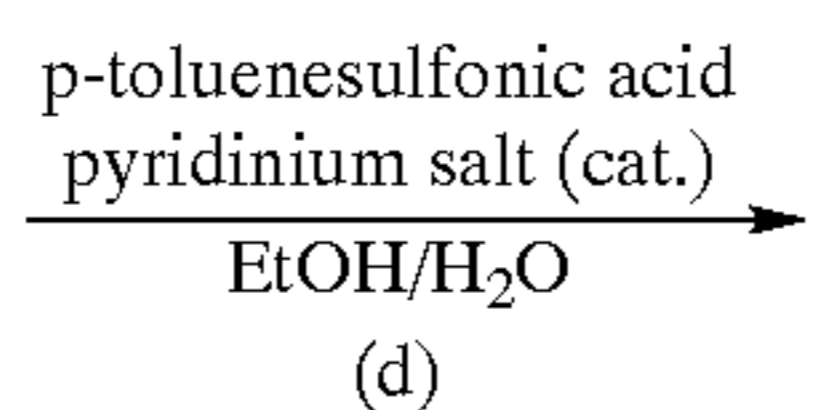 p-toluenesulfonic acid
pyridinium salt (cat.)
EtOH/H₂O
(d)